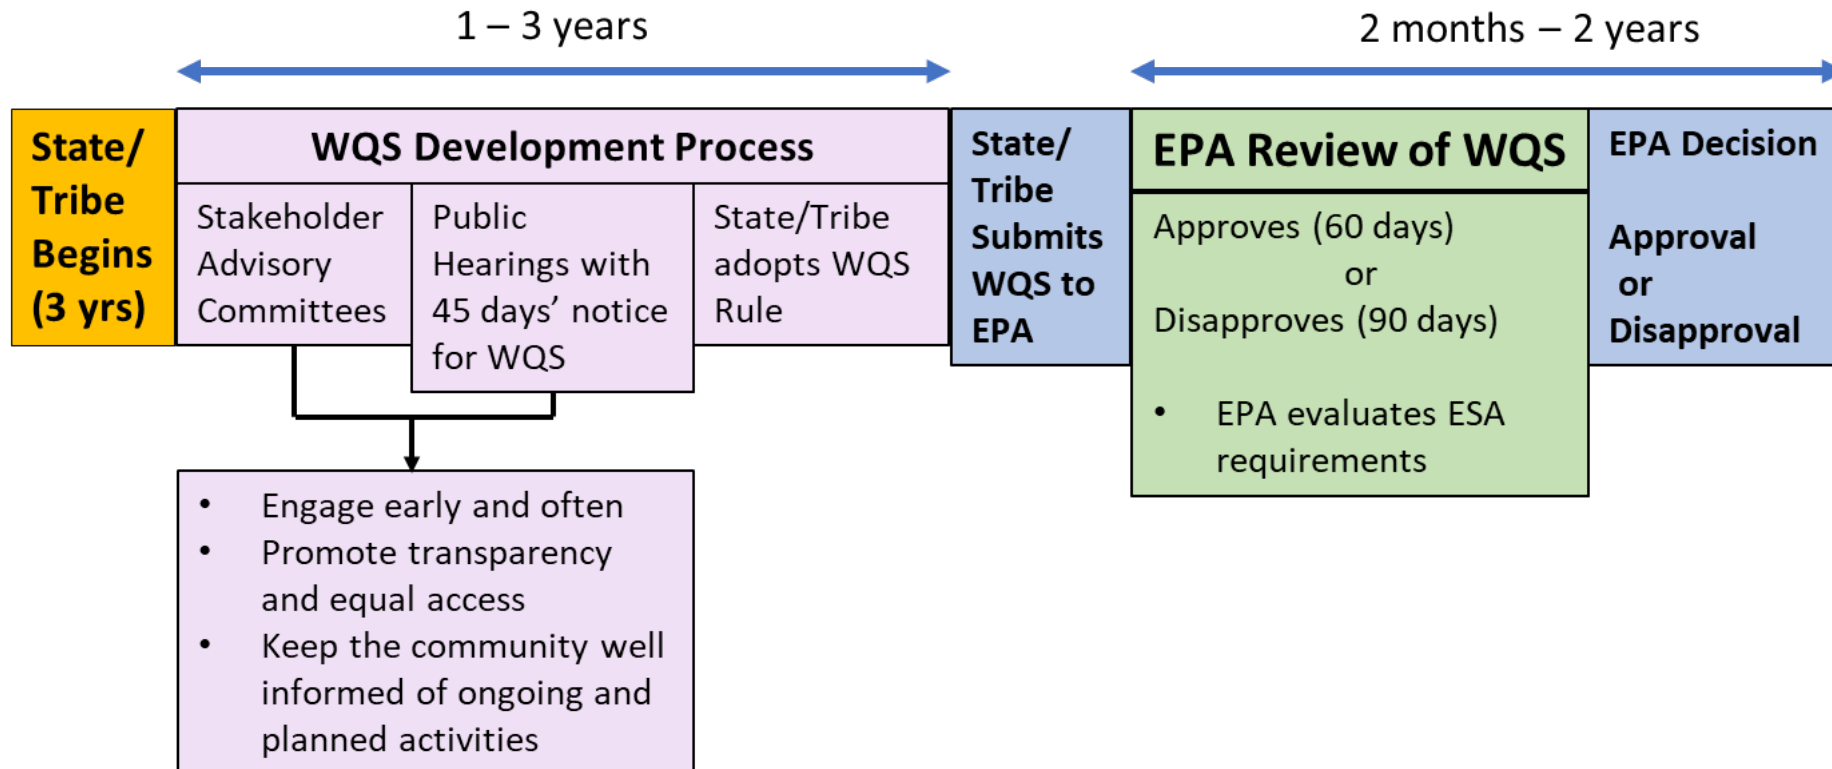 1 – 3 years
2 months – 2 years
State/
Tribe
Begins
(3 yrs)
WQS Development Process
Stakeholder
Advisory
Committees
Public
Hearings with
45 days’ notice
for WQS
State/Tribe
adopts WQS
Rule
State/
Tribe
Submits
WQS to
EPA
EPA Review of WQS
Approves (60 days)
or
Disapproves (90 days)
• EPA evaluates ESA
requirements
EPA Decision
Approval
or
Disapproval
• Engage early and often
• Promote transparency
and equal access
• Keep the community well
informed of ongoing and
planned activities